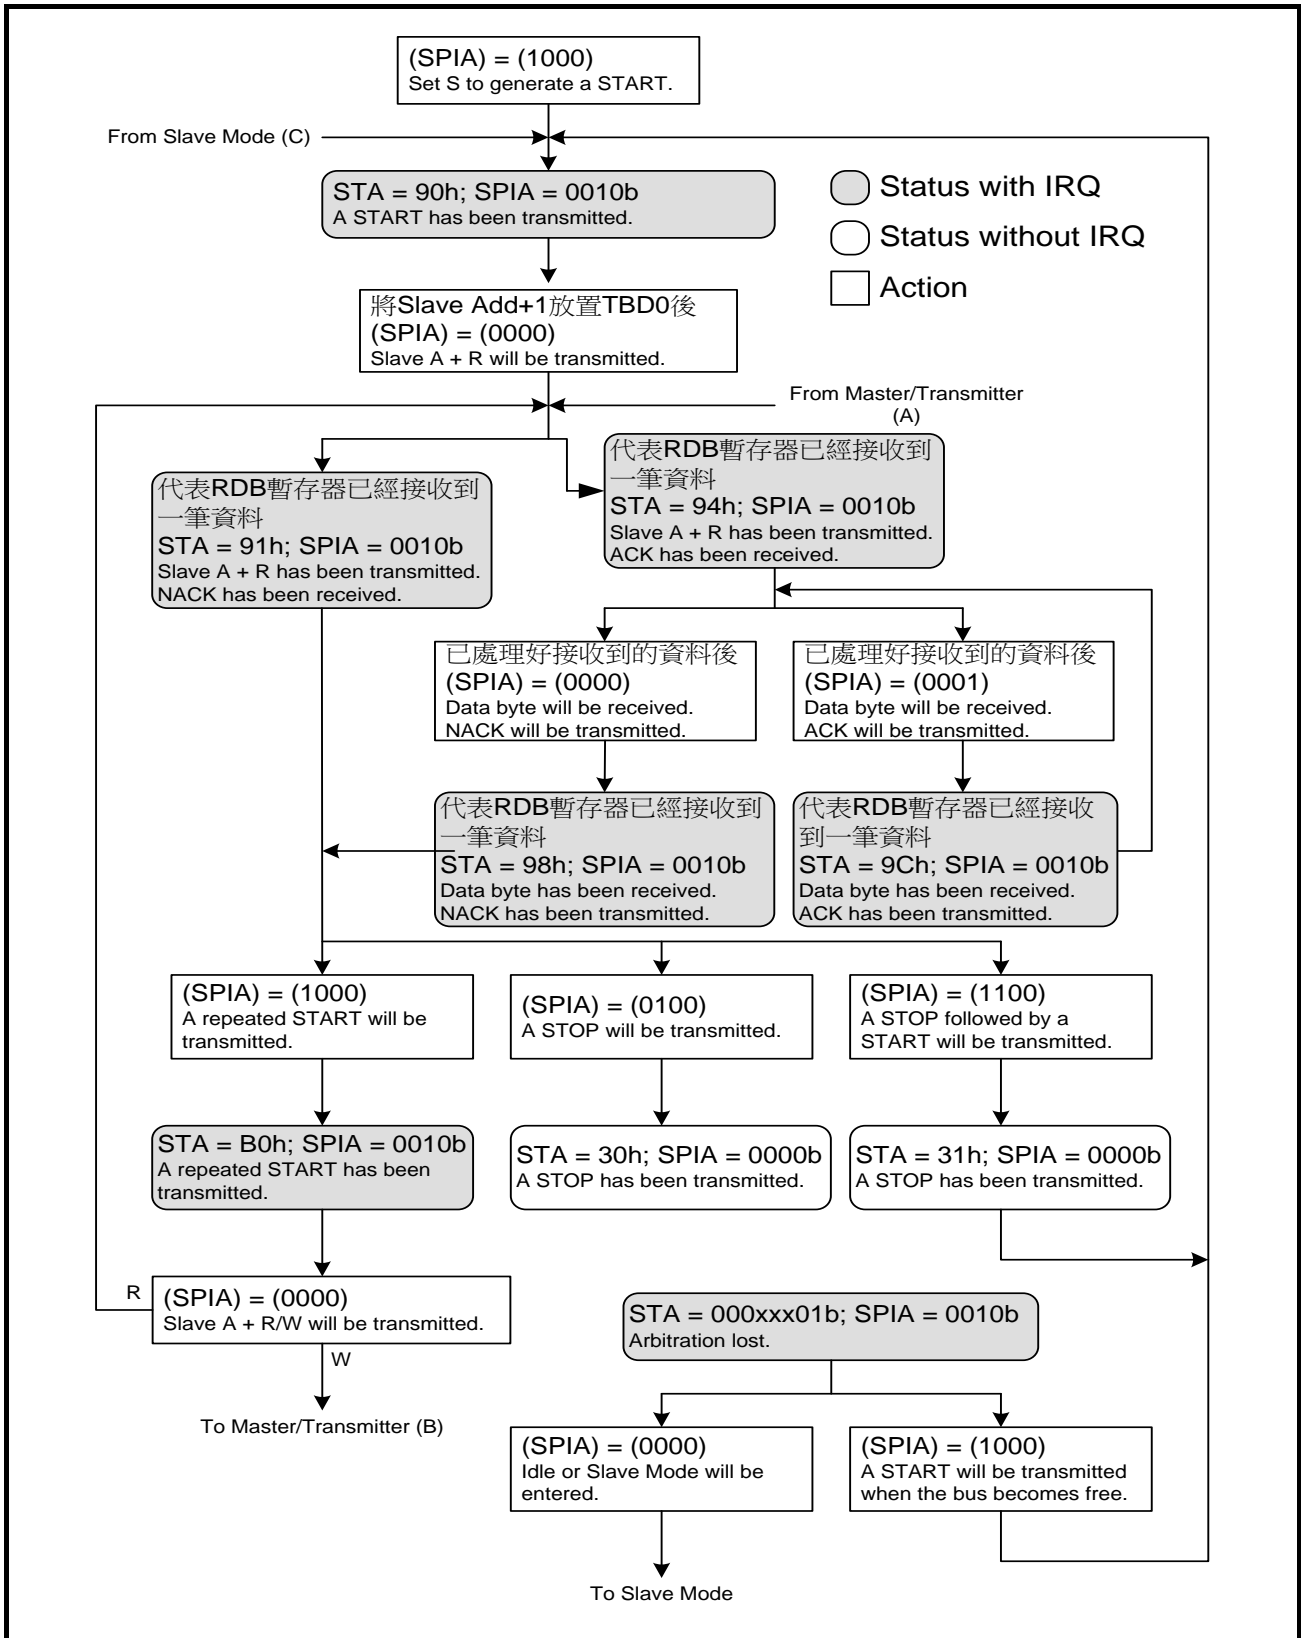 (SPIA) = (1000)
Set S to generate a START.
From Slave Mode (C)
STA = 90h; SPIA = 0010b
A START has been transmitted.
Status with IRQ
Status without IRQ
Action
將Slave Add+1放置TBD0後
(SPIA) = (0000)
Slave A + R will be transmitted.
From Master/Transmitter
(A)
代表RDB暫存器已經接收到
一筆資料
STA = 91h; SPIA = 0010b
Slave A + R has been transmitted.
NACK has been received.
代表RDB暫存器已經接收到
一筆資料
STA = 94h; SPIA = 0010b
Slave A + R has been transmitted.
ACK has been received.
已處理好接收到的資料後
(SPIA) = (0000)
Data byte will be received.
NACK will be transmitted.
已處理好接收到的資料後
(SPIA) = (0001)
Data byte will be received.
ACK will be transmitted.
代表RDB暫存器已經接收到
一筆資料
STA = 98h; SPIA = 0010b
Data byte has been received.
NACK has been transmitted.
代表RDB暫存器已經接收
到一筆資料
STA = 9Ch; SPIA = 0010b
Data byte has been received.
ACK has been transmitted.
(SPIA) = (1000)
A repeated START will be
transmitted.
(SPIA) = (0100)
A STOP will be transmitted.
(SPIA) = (1100)
A STOP followed by a
START will be transmitted.
STA = B0h; SPIA = 0010b
A repeated START has been
transmitted.
STA = 30h; SPIA = 0000b
A STOP has been transmitted.
STA = 31h; SPIA = 0000b
A STOP has been transmitted.
R
(SPIA) = (0000)
Slave A + R/W will be transmitted.
W
To Master/Transmitter (B)
STA = 000xxx01b; SPIA = 0010b
Arbitration lost.
(SPIA) = (0000)
Idle or Slave Mode will be
entered.
(SPIA) = (1000)
A START will be transmitted
when the bus becomes free.
To Slave Mode